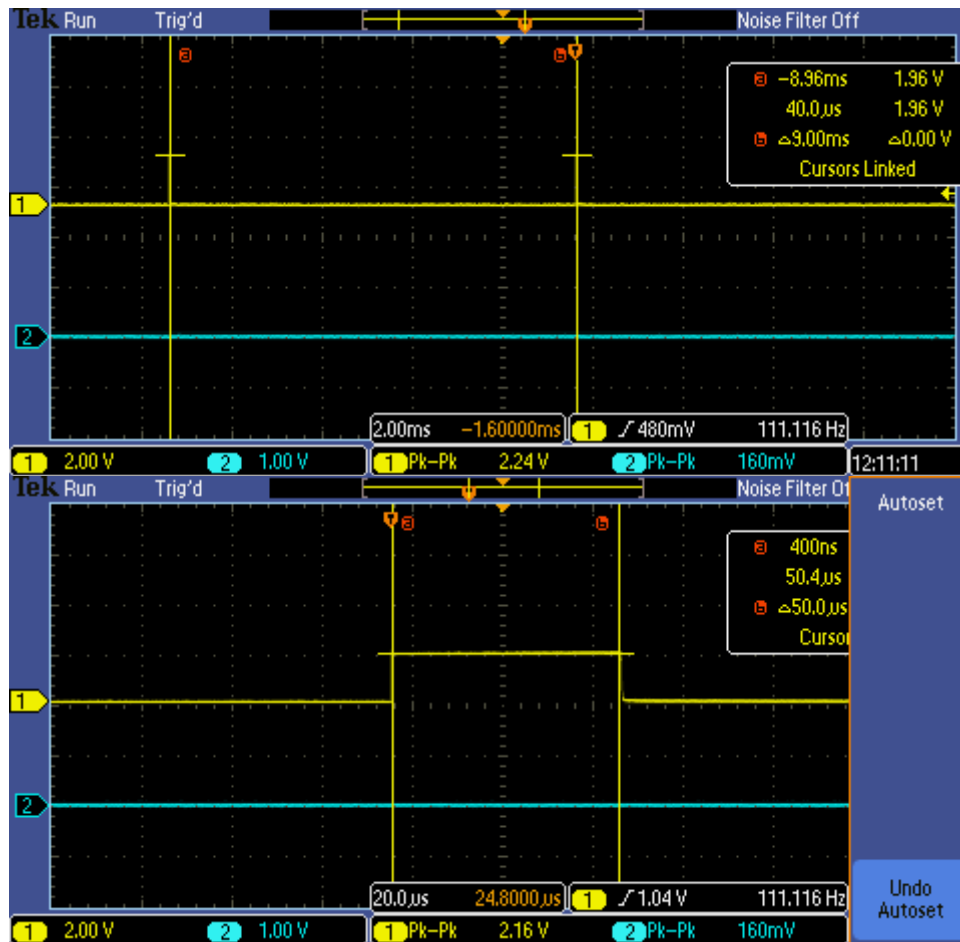 Tek Run Trig'd Noise Filter Off
a b T
a −8.96ms 1.96 V
40.0µs 1.96 V
b △9.00ms △0.00 V
Cursors Linked
1
2
2.00ms −1.60000ms 1 480mV 111.116 Hz
1 2.00 V 2 1.00 V 1 Pk−Pk 2.24 V 2 Pk−Pk 160mV 12:11:11
Tek Run Trig'd Noise Filter Of
Autoset
T a b
a 400ns
50.4µs
b △50.0µs
Cursor
1
2
20.0µs 24.8000µs 1 1.04 V 111.116 Hz
Undo
Autoset
1 2.00 V 2 1.00 V 1 Pk−Pk 2.16 V 2 Pk−Pk 160mV